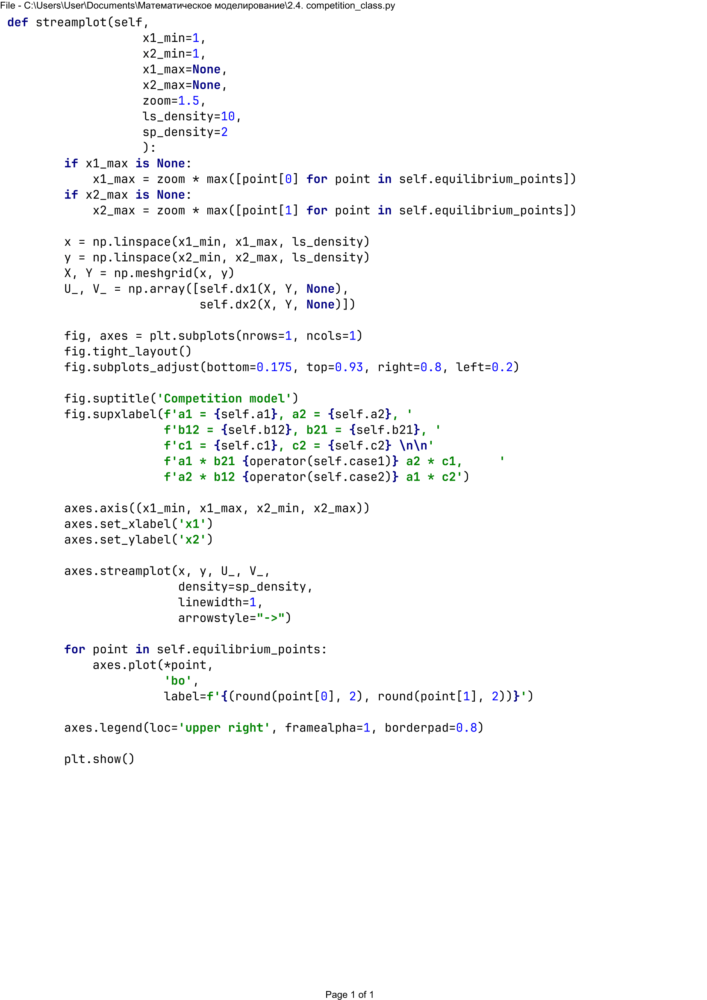 File - C:\Users\User\Documents\Математическое моделирование\2.4. competition_class.py
def streamplot(self,
                   x1_min=1,
                   x2_min=1,
                   x1_max=None,
                   x2_max=None,
                   zoom=1.5,
                   ls_density=10,
                   sp_density=2
                   ):
        if x1_max is None:
            x1_max = zoom * max([point[0] for point in self.equilibrium_points])
        if x2_max is None:
            x2_max = zoom * max([point[1] for point in self.equilibrium_points])

        x = np.linspace(x1_min, x1_max, ls_density)
        y = np.linspace(x2_min, x2_max, ls_density)
        X, Y = np.meshgrid(x, y)
        U_, V_ = np.array([self.dx1(X, Y, None),
                           self.dx2(X, Y, None)])

        fig, axes = plt.subplots(nrows=1, ncols=1)
        fig.tight_layout()
        fig.subplots_adjust(bottom=0.175, top=0.93, right=0.8, left=0.2)

        fig.suptitle('Competition model')
        fig.supxlabel(f'a1 = {self.a1}, a2 = {self.a2}, '
                      f'b12 = {self.b12}, b21 = {self.b21}, '
                      f'c1 = {self.c1}, c2 = {self.c2} \n\n'
                      f'a1 * b21 {operator(self.case1)} a2 * c1,     '
                      f'a2 * b12 {operator(self.case2)} a1 * c2')

        axes.axis((x1_min, x1_max, x2_min, x2_max))
        axes.set_xlabel('x1')
        axes.set_ylabel('x2')

        axes.streamplot(x, y, U_, V_,
                        density=sp_density,
                        linewidth=1,
                        arrowstyle="->")

        for point in self.equilibrium_points:
            axes.plot(*point,
                      'bo',
                      label=f'{(round(point[0], 2), round(point[1], 2))}')

        axes.legend(loc='upper right', framealpha=1, borderpad=0.8)

        plt.show()
Page 1 of 1